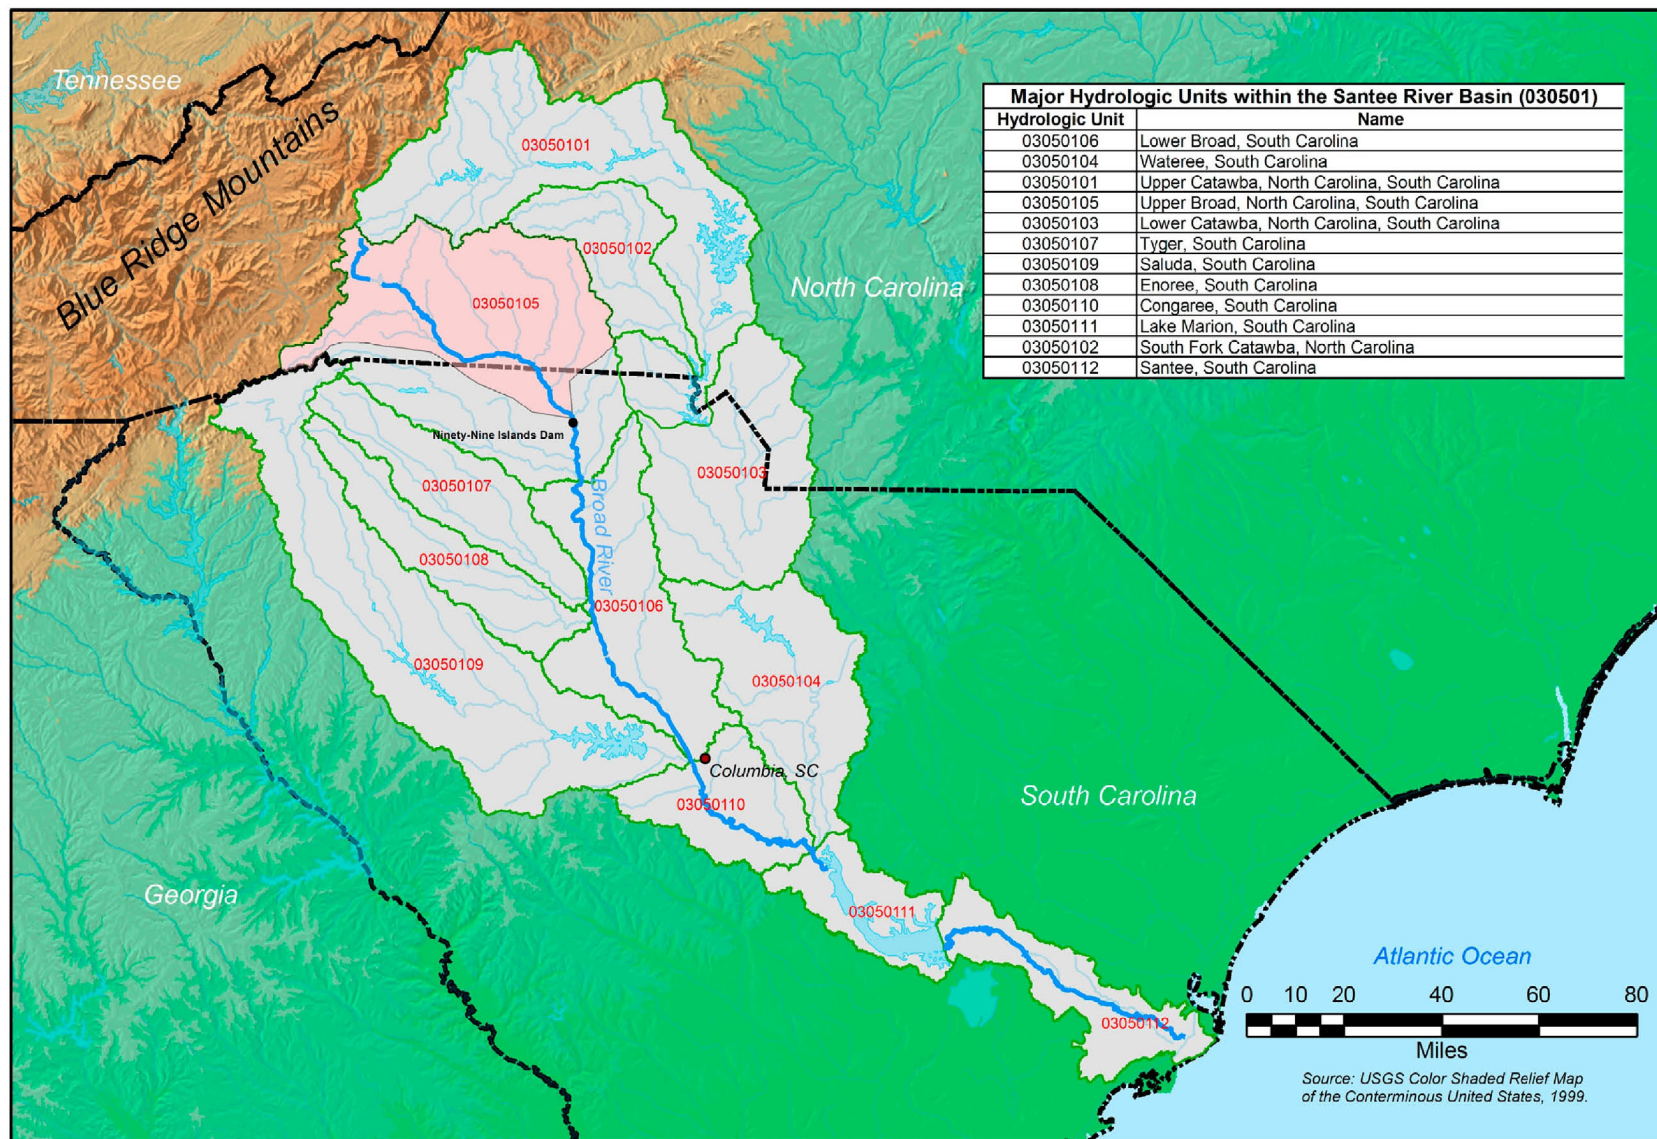 Tennessee
Blue Ridge Mountains
Major Hydrologic Units within the Santee River Basin (030501)
Hydrologic Unit Name
03050106 Lower Broad, South Carolina
03050104 Wateree, South Carolina
03050101 Upper Catawba, North Carolina, South Carolina
03050105 Upper Broad, North Carolina, South Carolina
03050103 Lower Catawba, North Carolina, South Carolina
03050107 Tyger, South Carolina
03050109 Saluda, South Carolina
03050108 Enoree, South Carolina
03050110 Congaree, South Carolina
03050111 Lake Marion, South Carolina
03050102 South Fork Catawba, North Carolina
03050112 Santee, South Carolina
03050101
03050102
North Carolina
03050105
Ninety-Nine Islands Dam
03050103
03050107
Broad River
03050108
03050106
03050109
03050104
Columbia, SC
03050110
South Carolina
Georgia
03050111
Atlantic Ocean
03050112
0 10 20 40 60 80
Miles
Source: USGS Color Shaded Relief Map
of the Conterminous United States, 1999.